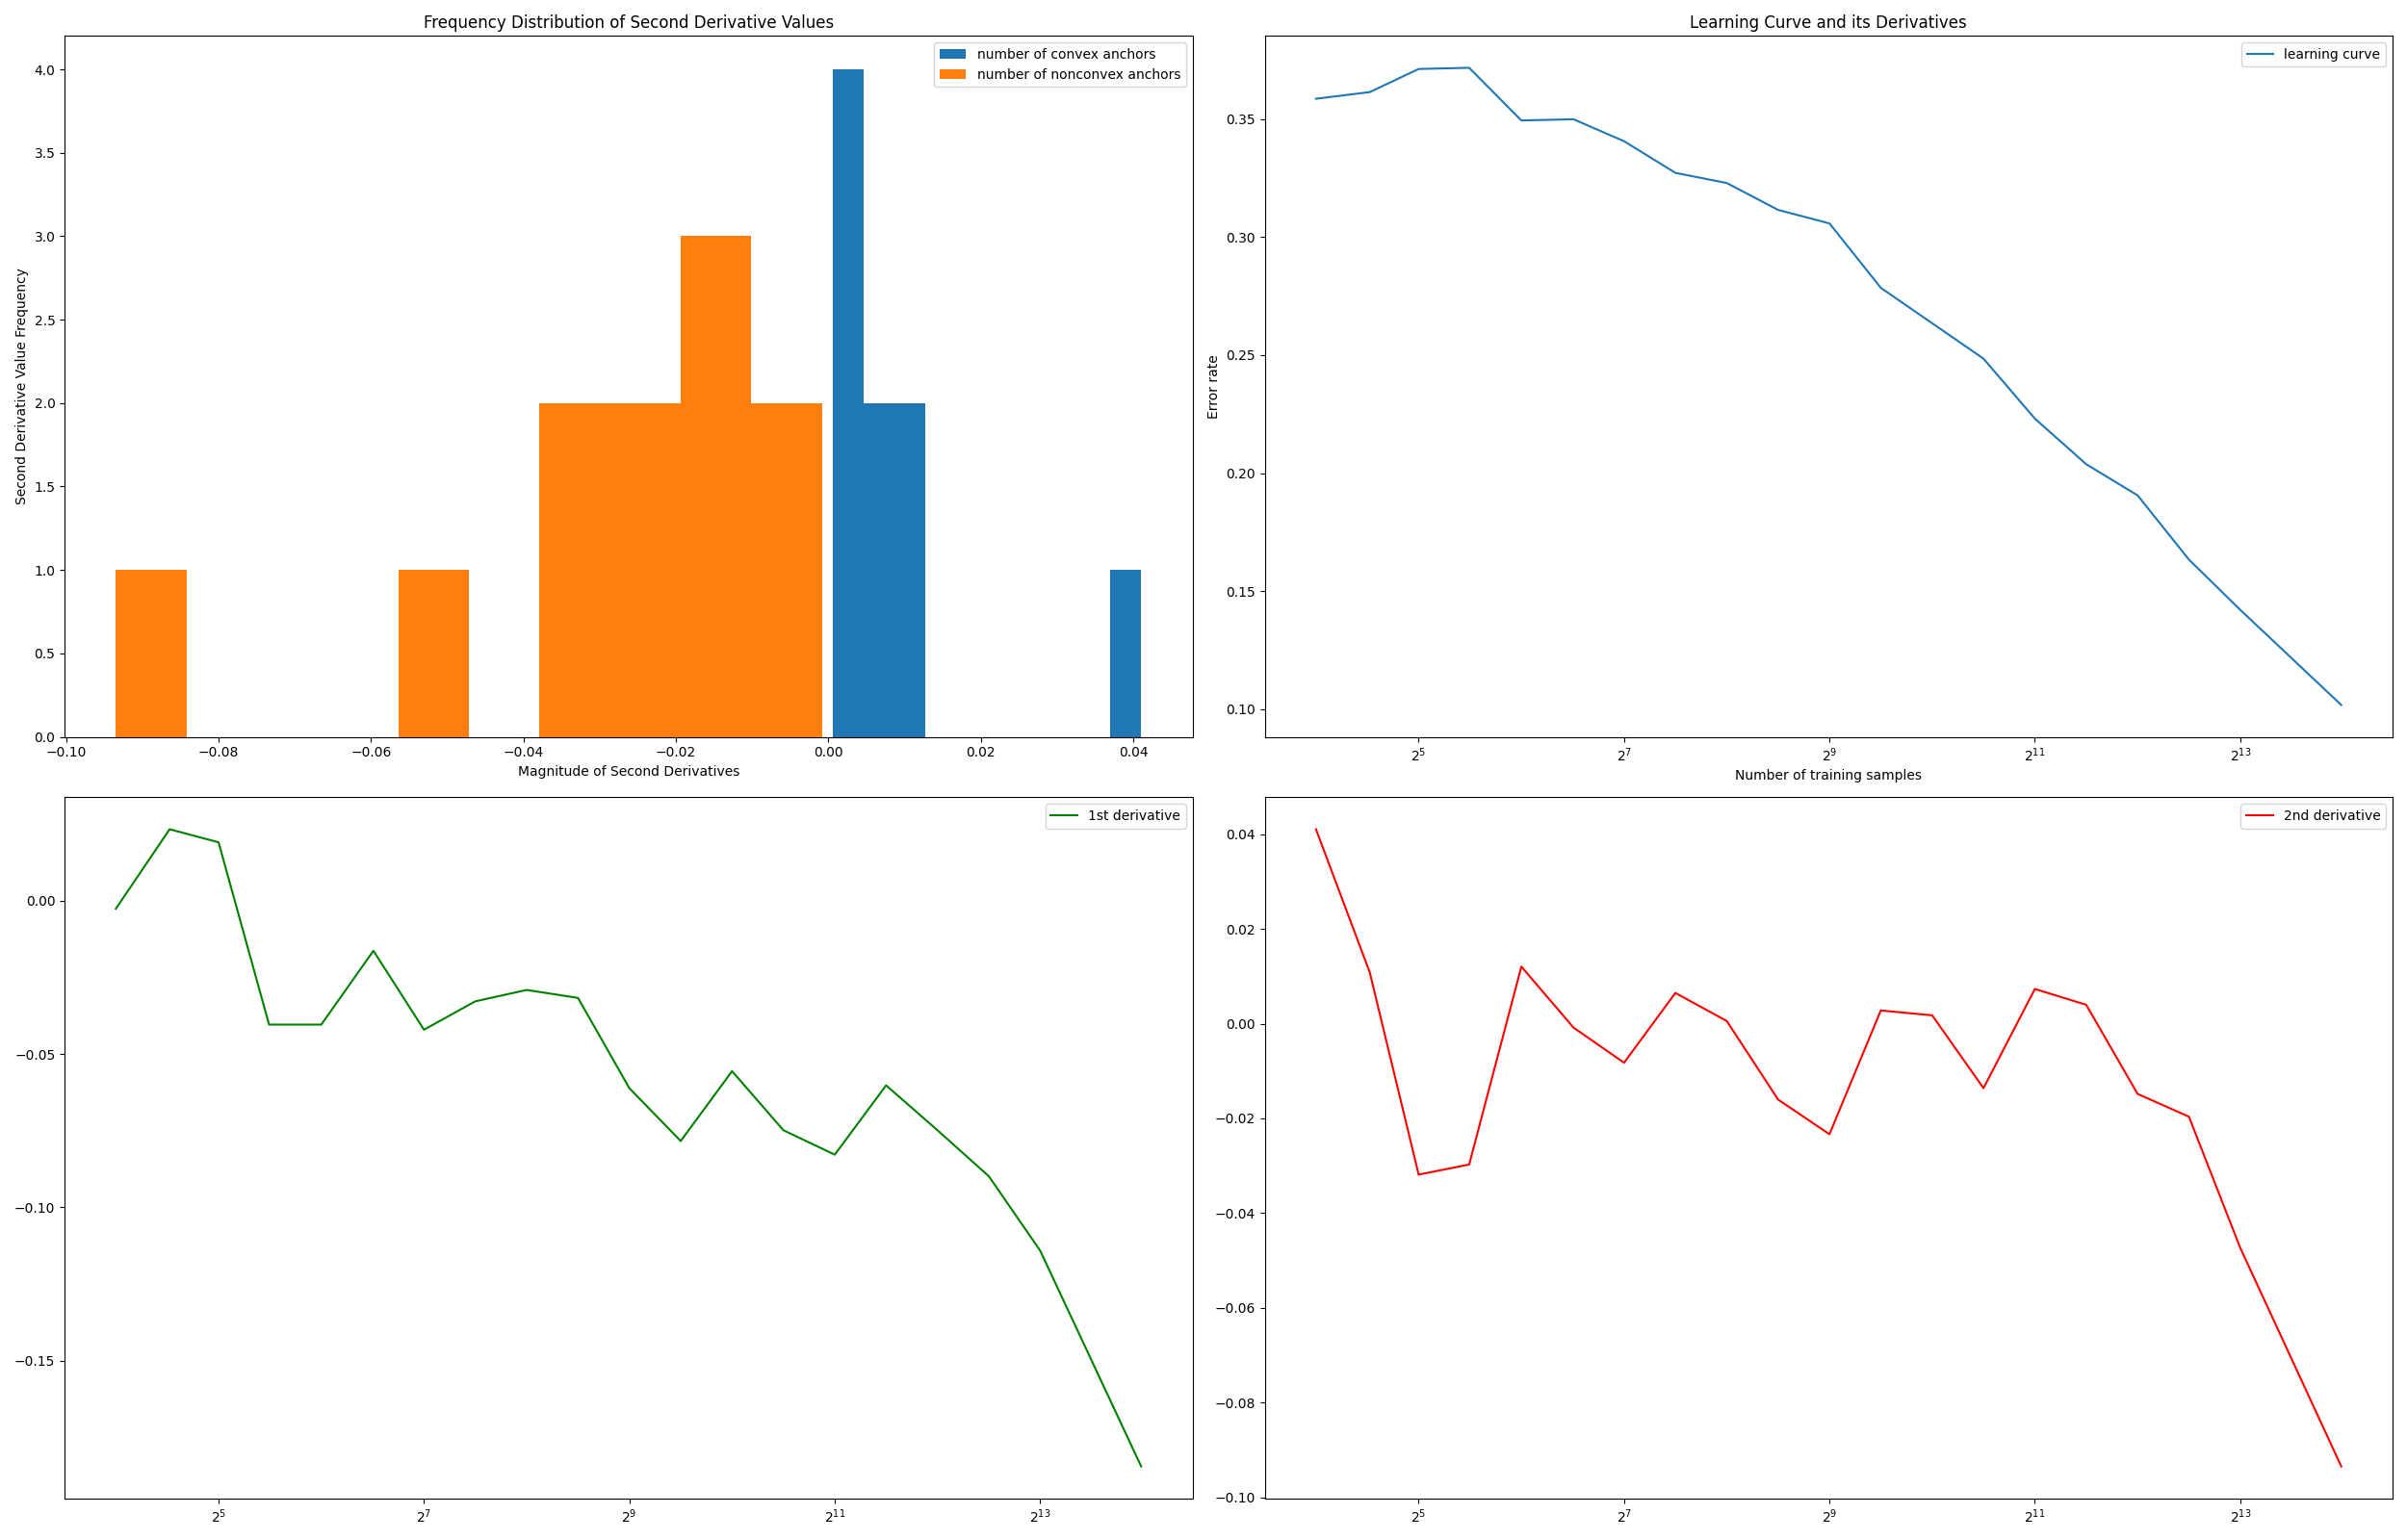 Frequency Distribution of Second Derivative Values
number of convex anchors
number of nonconvex anchors
4.0
3.5
3.0
2.5
2.0
1.5
1.0
0.5
0.0
Second Derivative Value Frequency
−0.10 −0.08 −0.06 −0.04 −0.02 0.00 0.02 0.04
Magnitude of Second Derivatives
Learning Curve and its Derivatives
learning curve
0.35
0.30
0.25
0.20
0.15
0.10
Error rate
2^5 2^7 2^9 2^11 2^13
Number of training samples
1st derivative
0.00
−0.05
−0.10
−0.15
2^5 2^7 2^9 2^11 2^13
2nd derivative
0.04
0.02
0.00
−0.02
−0.04
−0.06
−0.08
−0.10
2^5 2^7 2^9 2^11 2^13